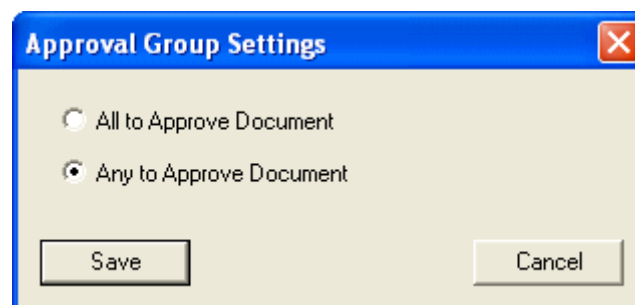 Approval Group Settings
All to Approve Document
Any to Approve Document
Save Cancel